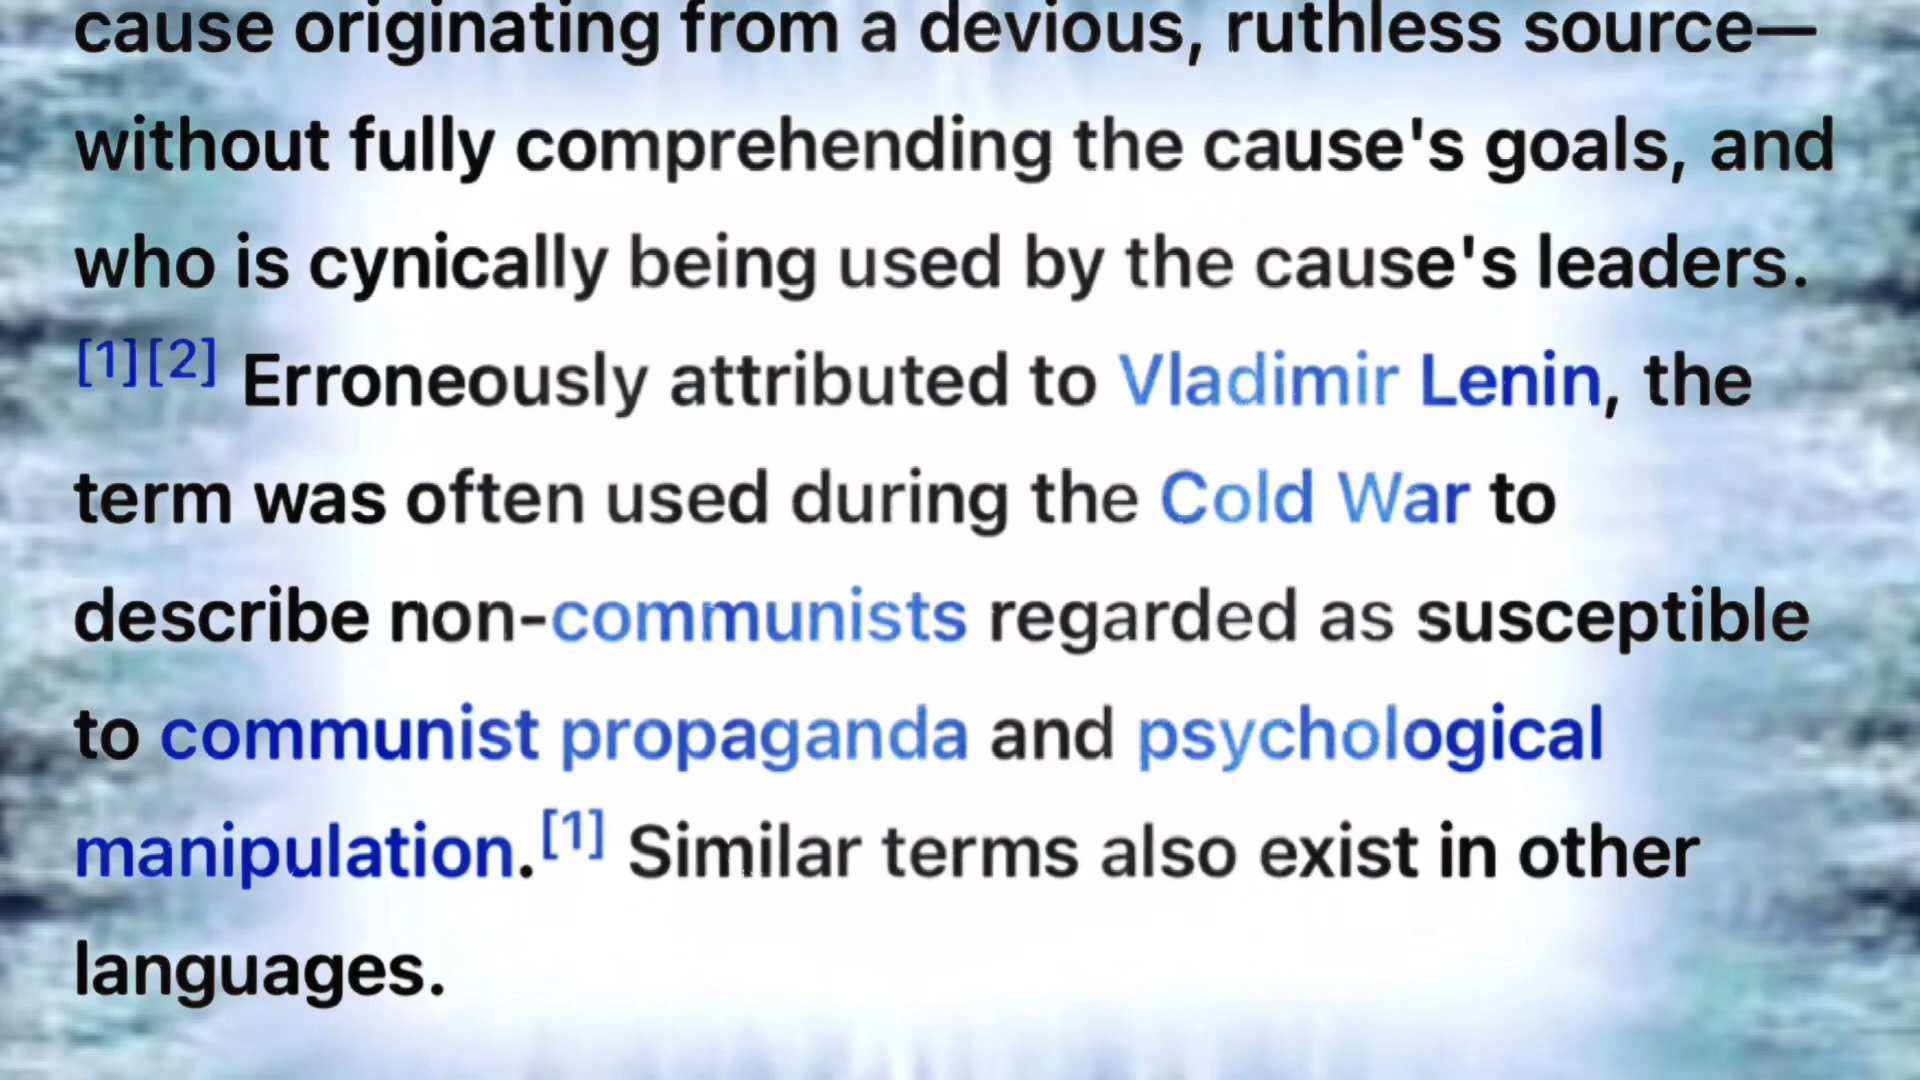 cause originating from a devious, ruthless source—
without fully comprehending the cause's goals, and
who is cynically being used by the cause's leaders.
[1][2] Erroneously attributed to Vladimir Lenin, the
term was often used during the Cold War to
describe non-communists regarded as susceptible
to communist propaganda and psychological
manipulation.[1] Similar terms also exist in other
languages.